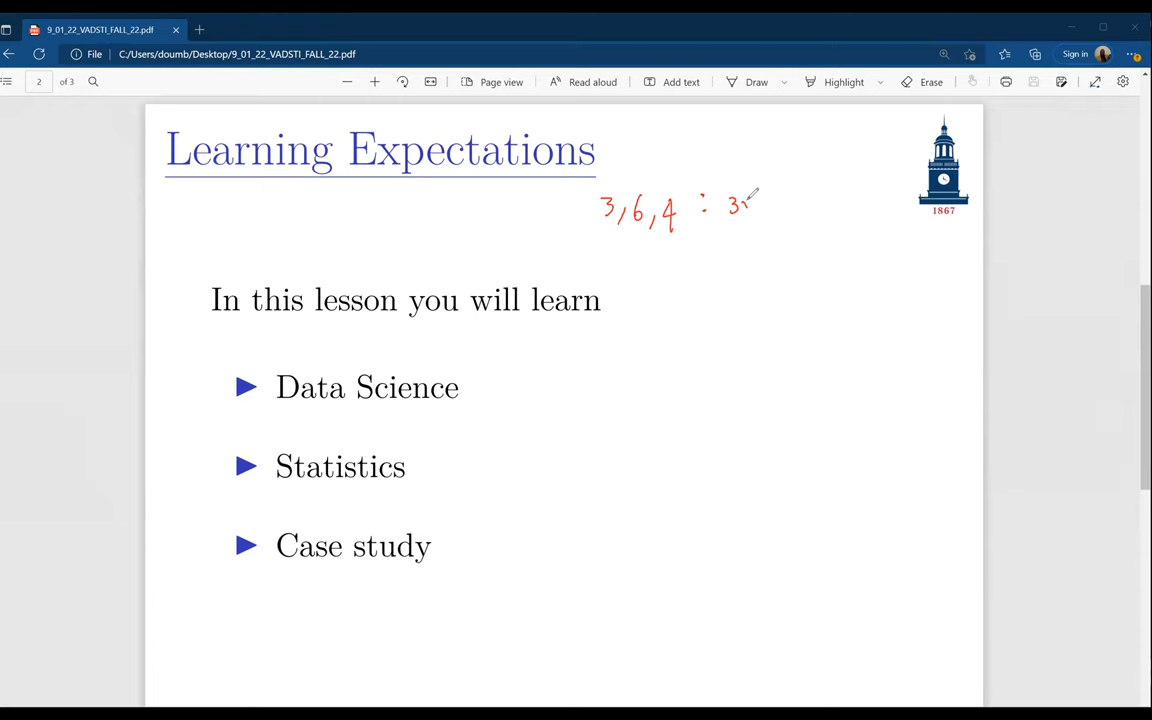 9_01_22_VADSTI_FALL_22.pdf
File C:/Users/doumb/Desktop/9_01_22_VADSTI_FALL_22.pdf Sign in
2 of 3 Page view Read aloud Add text Draw Highlight Erase
Learning Expectations
1867
3,6,4 : 3
In this lesson you will learn
Data Science
Statistics
Case study